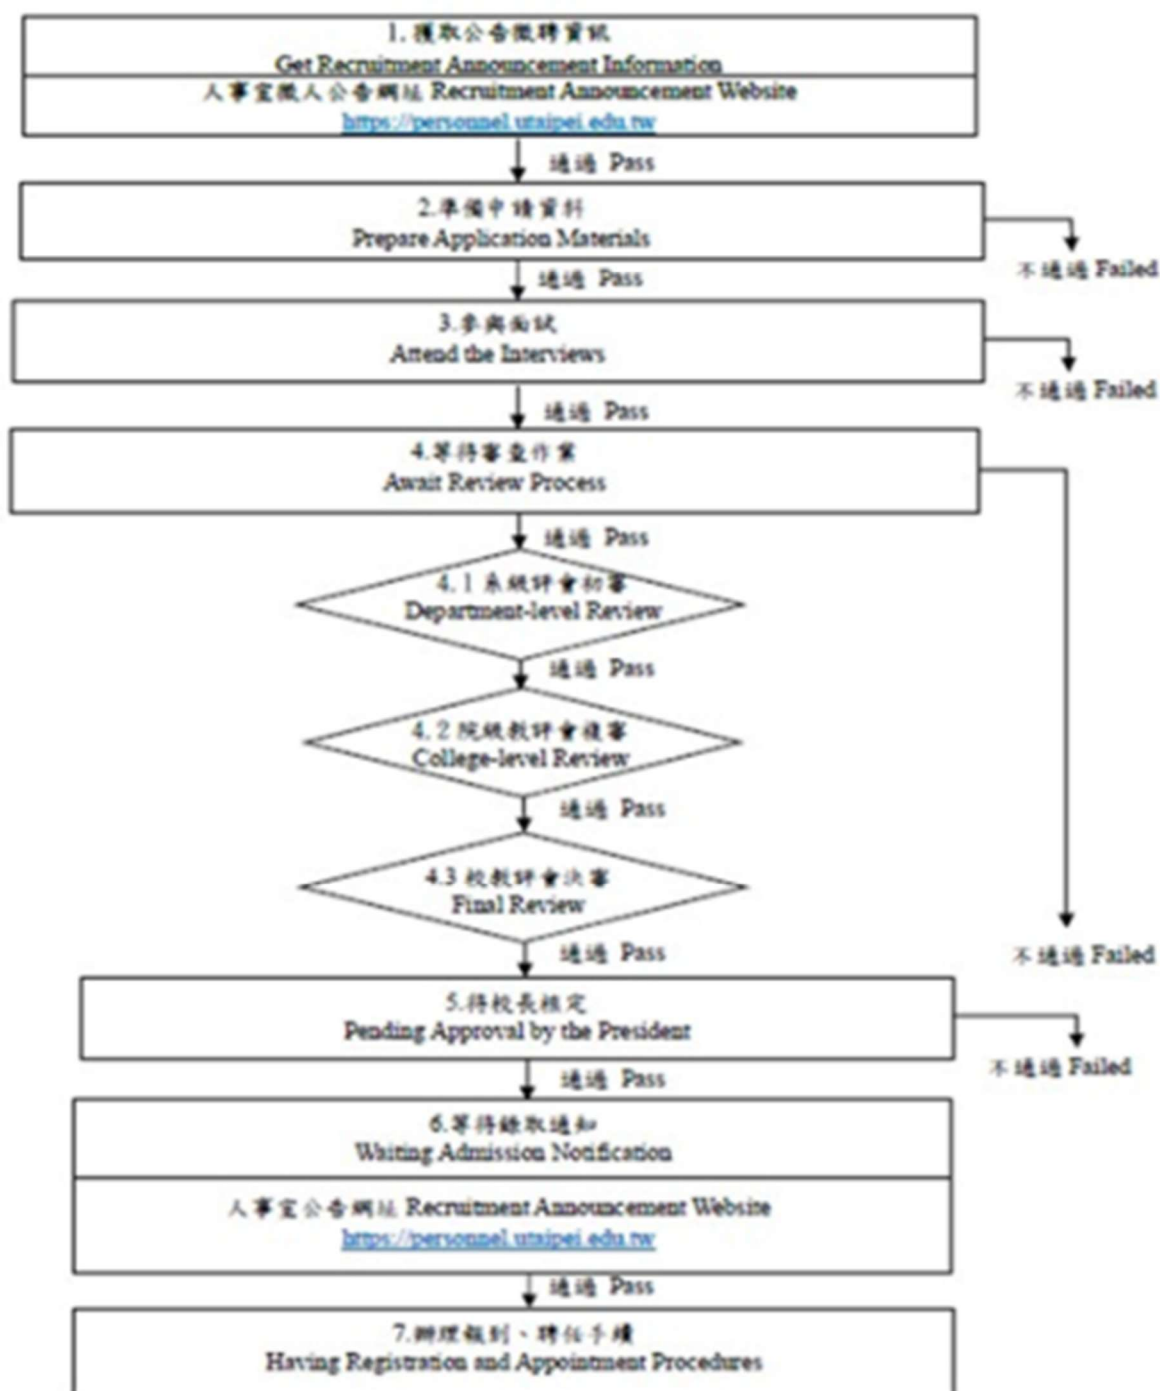 1. 獲取公告徵聘資訊
Get Recruitment Announcement Information
人事室徵人公告網址 Recruitment Announcement Website
https://personnel.utaipei.edu.tw
通過 Pass
2.準備申請資料
Prepare Application Materials
不通過 Failed
通過 Pass
3.參與面試
Attend the Interviews
不通過 Failed
通過 Pass
4.等待審查作業
Await Review Process
通過 Pass
4.1 系級評會初審
Department-level Review
通過 Pass
4.2 院級教評會複審
College-level Review
通過 Pass
4.3 校教評會決審
Final Review
通過 Pass
不通過 Failed
5.待校長核定
Pending Approval by the President
不通過 Failed
通過 Pass
6.等待錄取通知
Waiting Admission Notification
人事室公告網址 Recruitment Announcement Website
https://personnel.utaipei.edu.tw
通過 Pass
7.辦理報到、聘任手續
Having Registration and Appointment Procedures